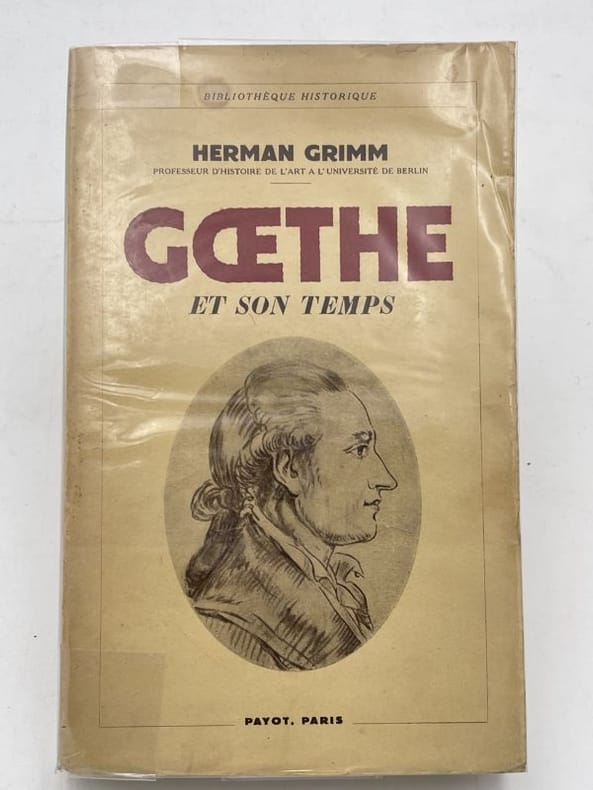 BIBLIOTHÈQUE HISTORIQUE
HERMAN GRIMM
PROFESSEUR D'HISTOIRE DE L'ART A L'UNIVERSITÉ DE BERLIN
GŒTHE
ET SON TEMPS
PAYOT, PARIS